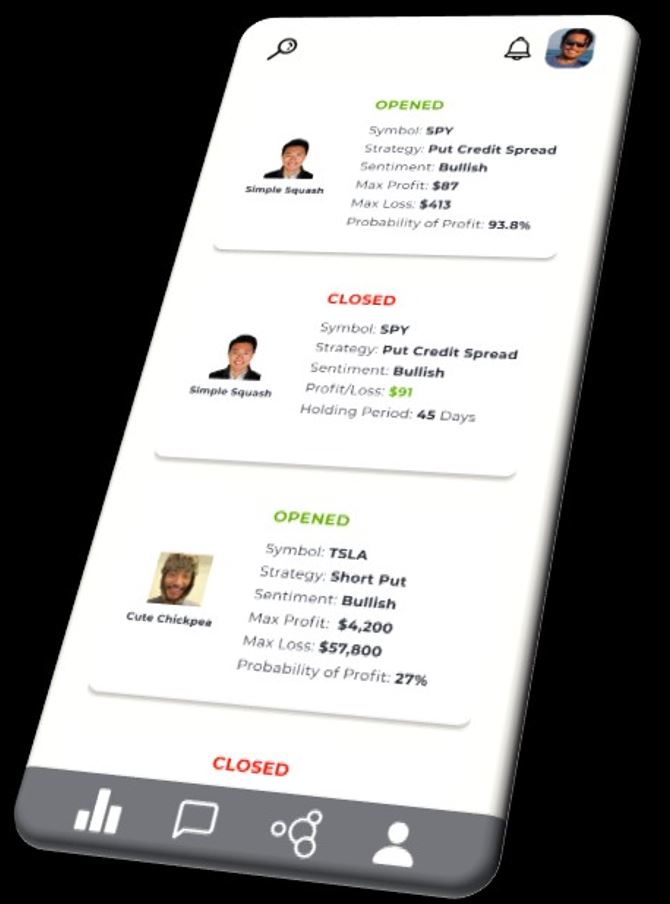 OPENED
Symbol: SPY
Strategy: Put Credit Spread
Sentiment: Bullish
Max Profit: $87
Max Loss: $413
Probability of Profit: 93.8%
Simple Squash
CLOSED
Symbol: SPY
Strategy: Put Credit Spread
Sentiment: Bullish
Profit/Loss: $91
Holding Period: 45 Days
Simple Squash
OPENED
Symbol: TSLA
Strategy: Short Put
Sentiment: Bullish
Max Profit: $4,200
Max Loss: $57,800
Probability of Profit: 27%
Cute Chickpea
CLOSED